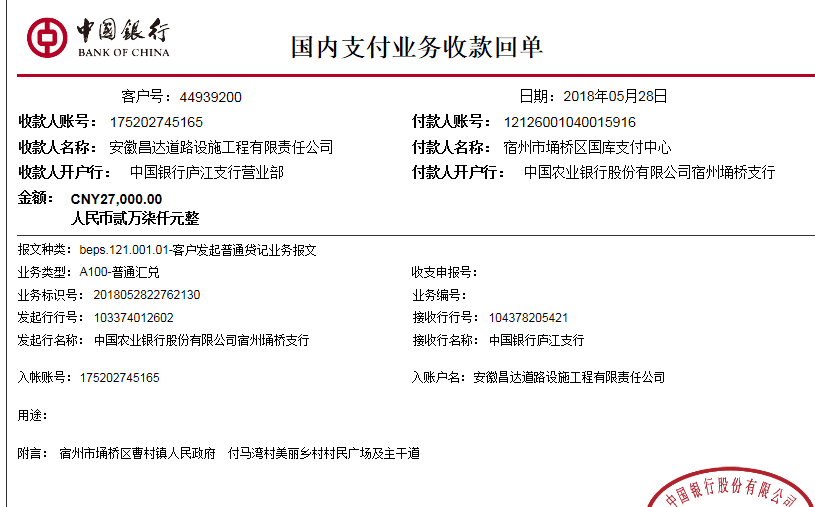 中国银行
BANK OF CHINA
国内支付业务收款回单
客户号：44939200 日期：2018年05月28日
收款人账号：175202745165 付款人账号：12126001040015916
收款人名称：安徽昌达道路设施工程有限责任公司 付款人名称：宿州市埇桥区国库支付中心
收款人开户行：中国银行庐江支行营业部 付款人开户行：中国农业银行股份有限公司宿州埇桥支行
金额：CNY27,000.00
人民币贰万柒仟元整
报文种类：beps.121.001.01-客户发起普通贷记业务报文
业务类型：A100-普通汇兑 收支申报号：
业务标识号：2018052822762130 业务编号：
发起行行号：103374012602 接收行行号：104378205421
发起行名称：中国农业银行股份有限公司宿州埇桥支行 接收行名称：中国银行庐江支行
入帐账号：175202745165 入账户名：安徽昌达道路设施工程有限责任公司
用途：
附言：宿州市埇桥区曹村镇人民政府 付马湾村美丽乡村村民广场及主干道
中国银行股份有限公司